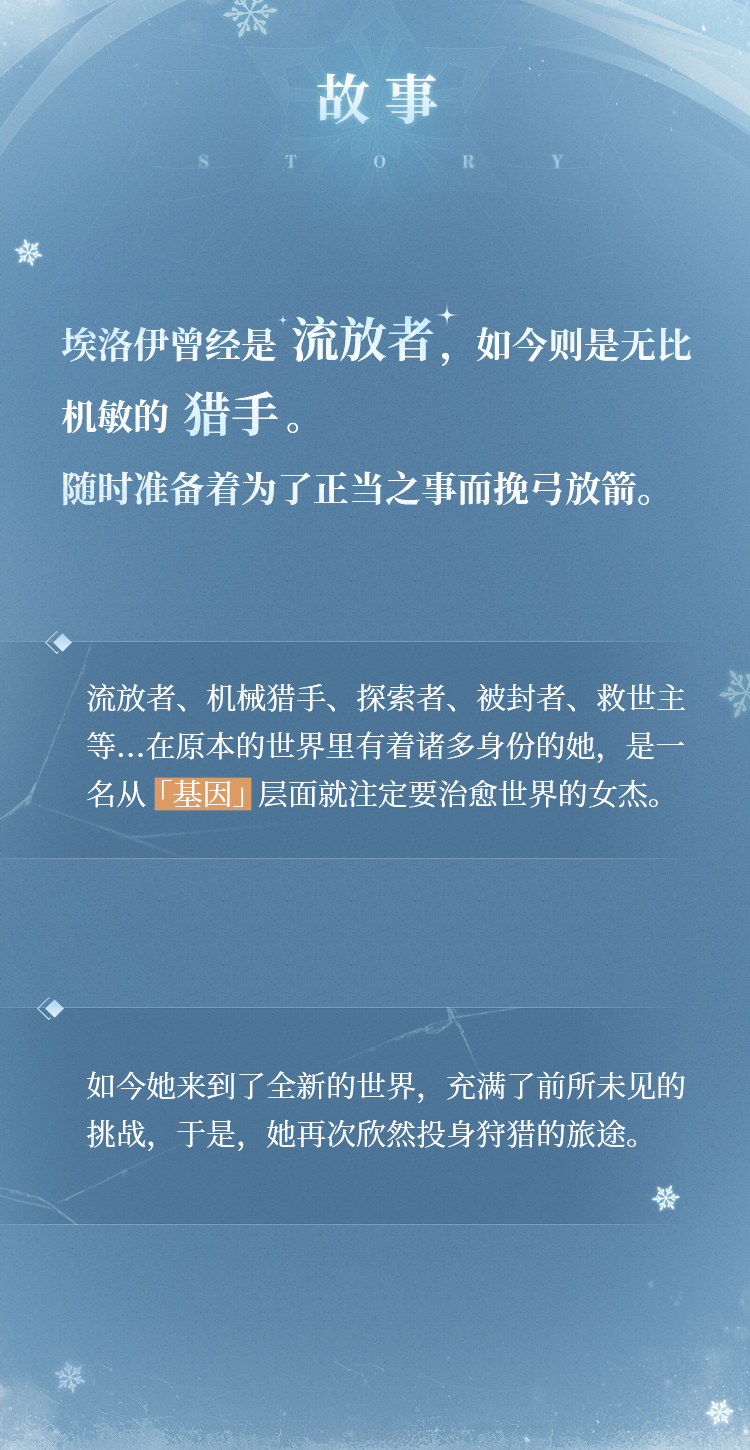 故事
STORY
埃洛伊曾经是流放者，如今则是无比
机敏的猎手。
随时准备着为了正当之事而挽弓放箭。
流放者、机械猎手、探索者、被封者、救世主
等…在原本的世界里有着诸多身份的她，是一
名从「基因」层面就注定要治愈世界的女杰。
如今她来到了全新的世界，充满了前所未见的
挑战，于是，她再次欣然投身狩猎的旅途。